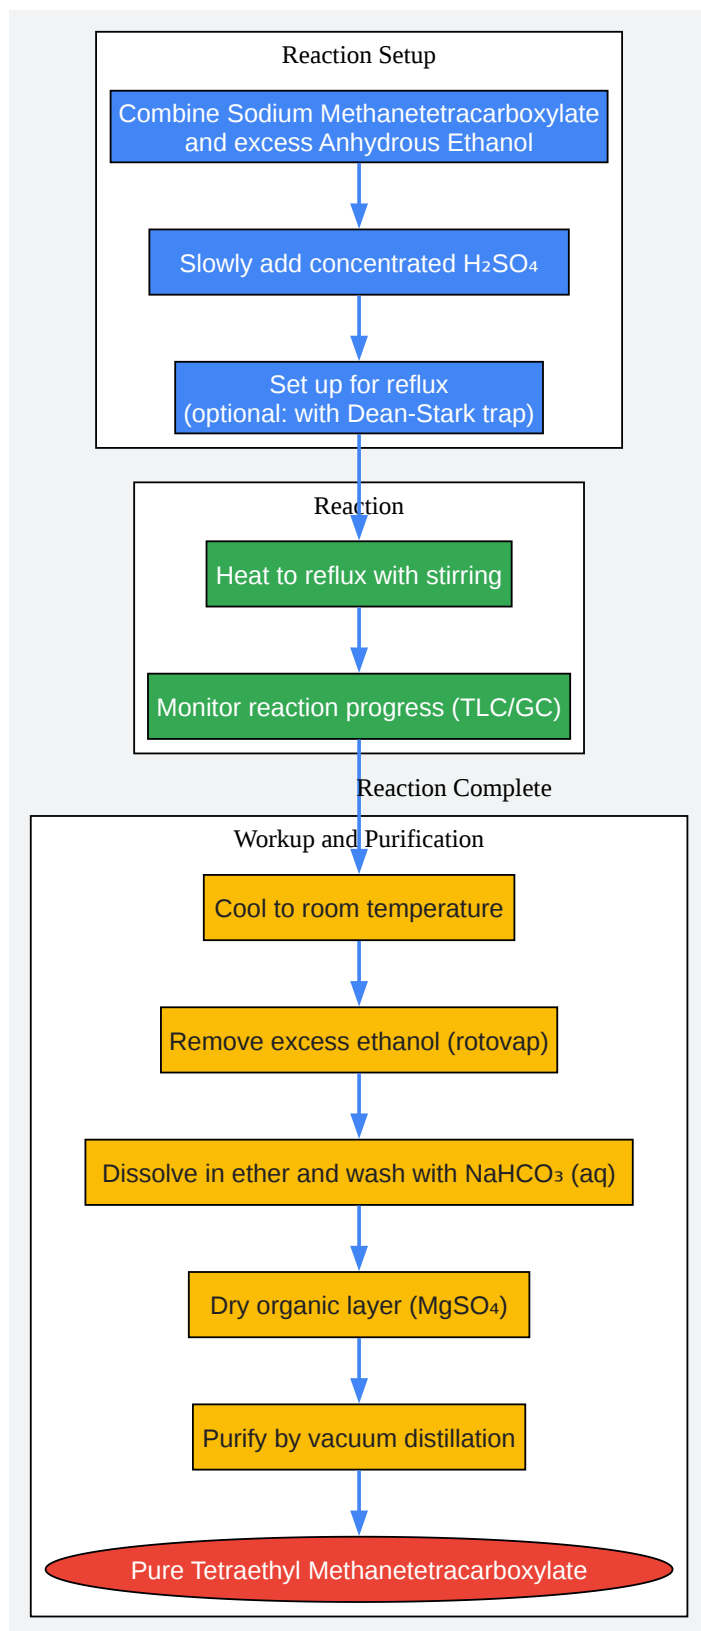 Reaction Setup
Combine Sodium Methanetetracarboxylate
and excess Anhydrous Ethanol
Slowly add concentrated H₂SO₄
Set up for reflux
(optional: with Dean-Stark trap)
Reaction
Heat to reflux with stirring
Monitor reaction progress (TLC/GC)
Reaction Complete
Workup and Purification
Cool to room temperature
Remove excess ethanol (rotovap)
Dissolve in ether and wash with NaHCO₃ (aq)
Dry organic layer (MgSO₄)
Purify by vacuum distillation
Pure Tetraethyl Methanetetracarboxylate